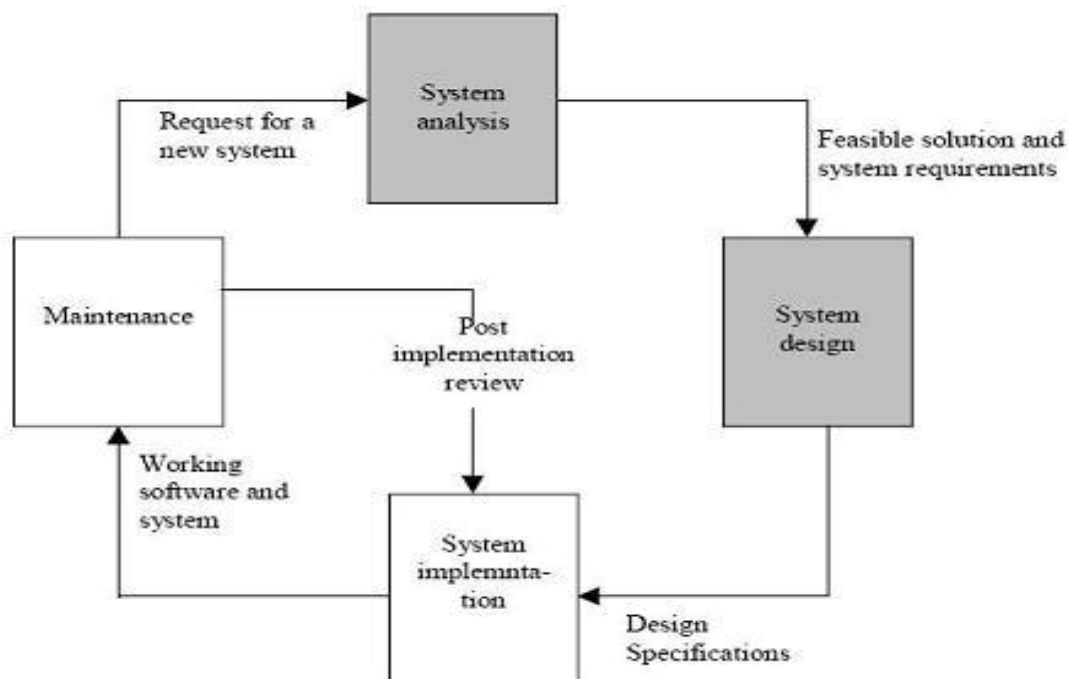 System
analysis
Request for a
new system
Feasible solution and
system requirements
Maintenance
System
design
Post
implementation
review
Working
software and
system
System
implemnta-
tion
Design
Specifications